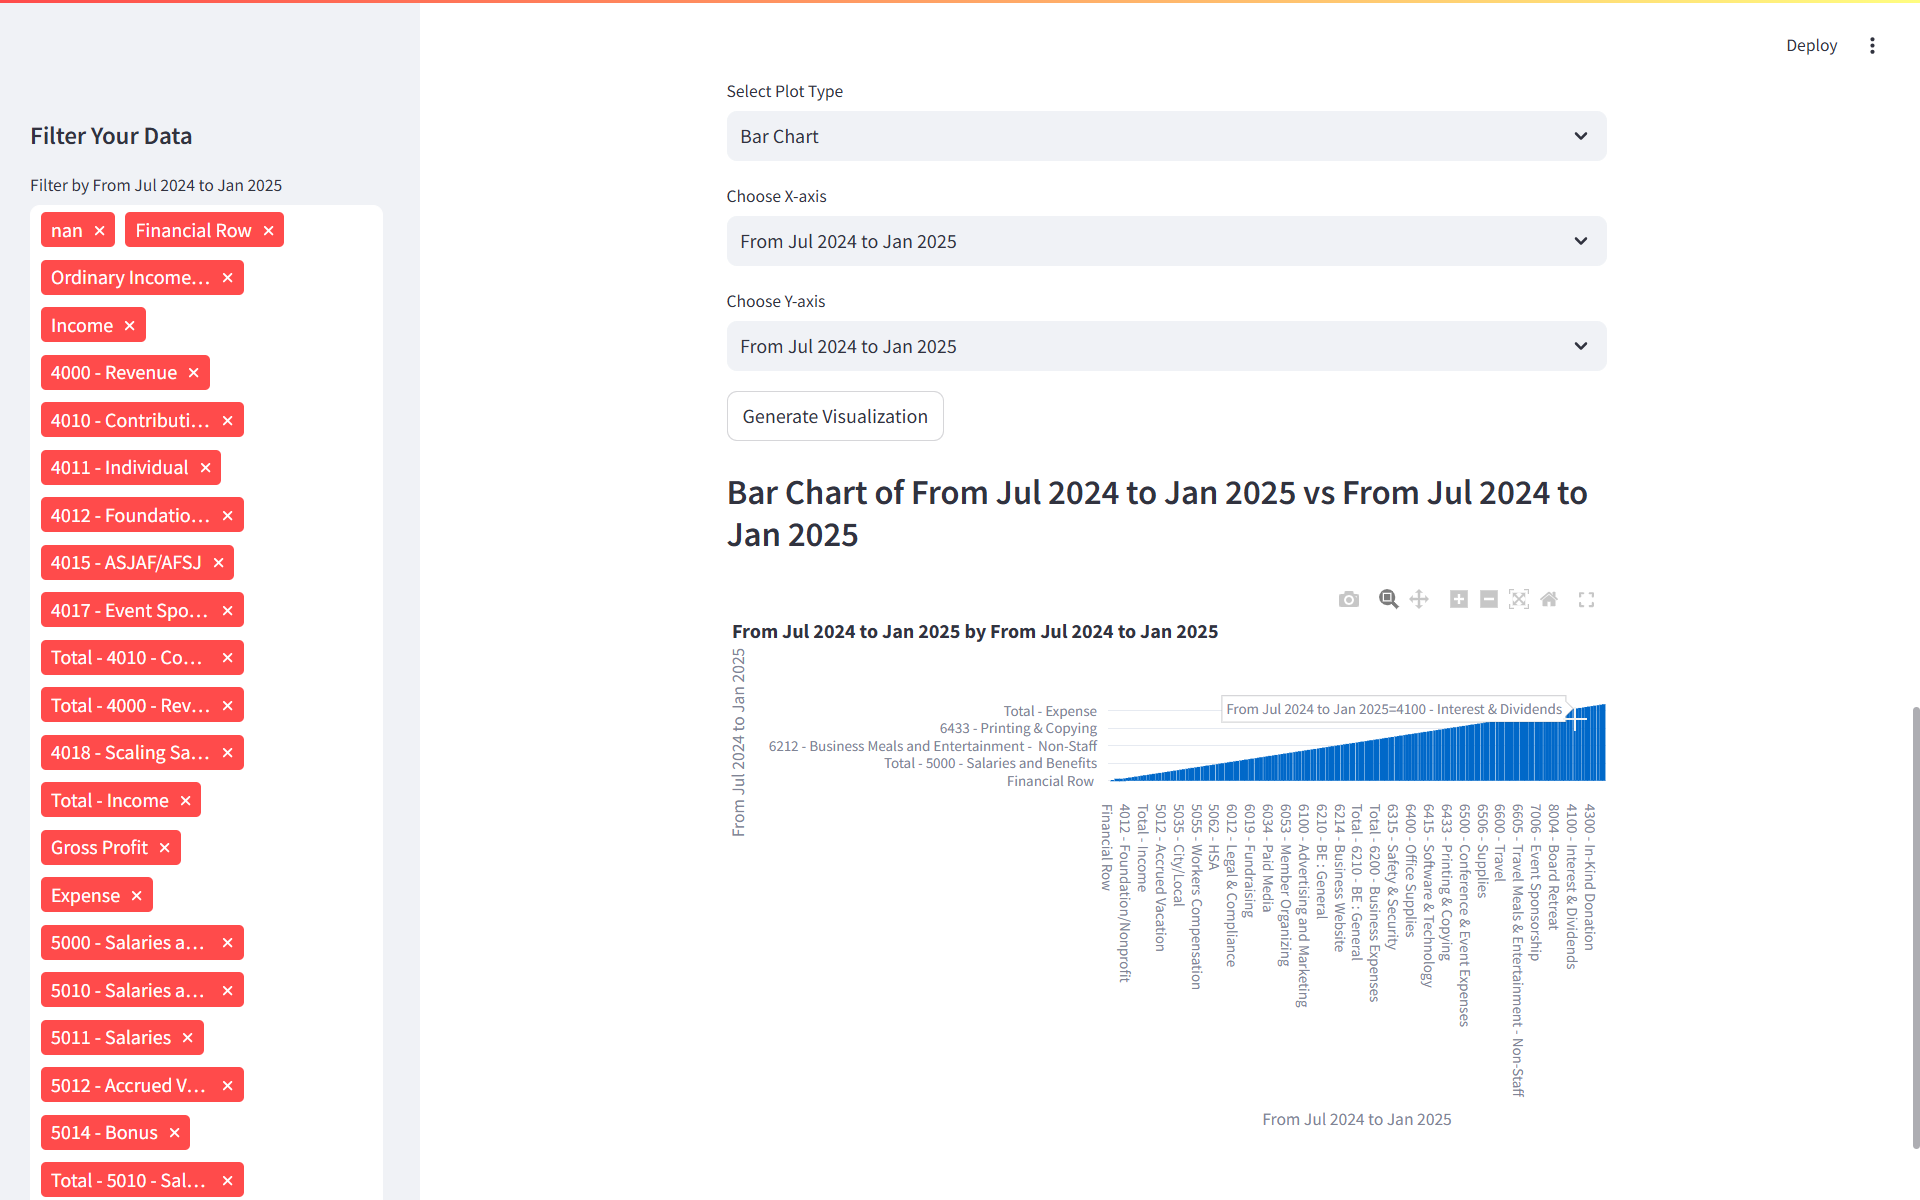 Deploy
Filter Your Data
Filter by From Jul 2024 to Jan 2025
nan
Financial Row
Ordinary Income...
Income
4000 - Revenue
4010 - Contributi...
4011 - Individual
4012 - Foundatio...
4015 - ASJAF/AFSJ
4017 - Event Spo...
Total - 4010 - Co...
Total - 4000 - Rev...
4018 - Scaling Sa...
Total - Income
Gross Profit
Expense
5000 - Salaries a...
5010 - Salaries a...
5011 - Salaries
5012 - Accrued V...
5014 - Bonus
Total - 5010 - Sal...
Select Plot Type
Bar Chart
Choose X-axis
From Jul 2024 to Jan 2025
Choose Y-axis
From Jul 2024 to Jan 2025
Generate Visualization
Bar Chart of From Jul 2024 to Jan 2025 vs From Jul 2024 to
Jan 2025
From Jul 2024 to Jan 2025 by From Jul 2024 to Jan 2025
From Jul 2024 to Jan 2025
Total - Expense
6433 - Printing & Copying
6212 - Business Meals and Entertainment - Non-Staff
Total - 5000 - Salaries and Benefits
Financial Row
From Jul 2024 to Jan 2025=4100 - Interest & Dividends
Financial Row
4012 - Foundation/Nonprofit
Total - Income
5012 - Accrued Vacation
5035 - City/Local
5055 - Workers Compensation
5062 - HSA
6012 - Legal & Compliance
6019 - Fundraising
6034 - Paid Media
6053 - Member Organizing
6100 - Advertising and Marketing
6210 - BE : General
6214 - Business Website
Total - 6210 - BE : General
Total - 6200 - Business Expenses
6315 - Safety & Security
6400 - Office Supplies
6415 - Software & Technology
6433 - Printing & Copying
6500 - Conference & Event Expenses
6506 - Supplies
6600 - Travel
6605 - Travel Meals & Entertainment - Non-Staff
7006 - Event Sponsorship
8004 - Board Retreat
4100 - Interest & Dividends
4300 - In-Kind Donation
From Jul 2024 to Jan 2025